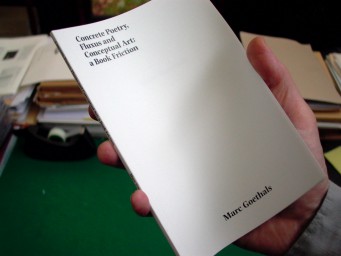 Concrete Poetry,
Fluxus and
Conceptual Art:
a Book Friction
Marc Goethals